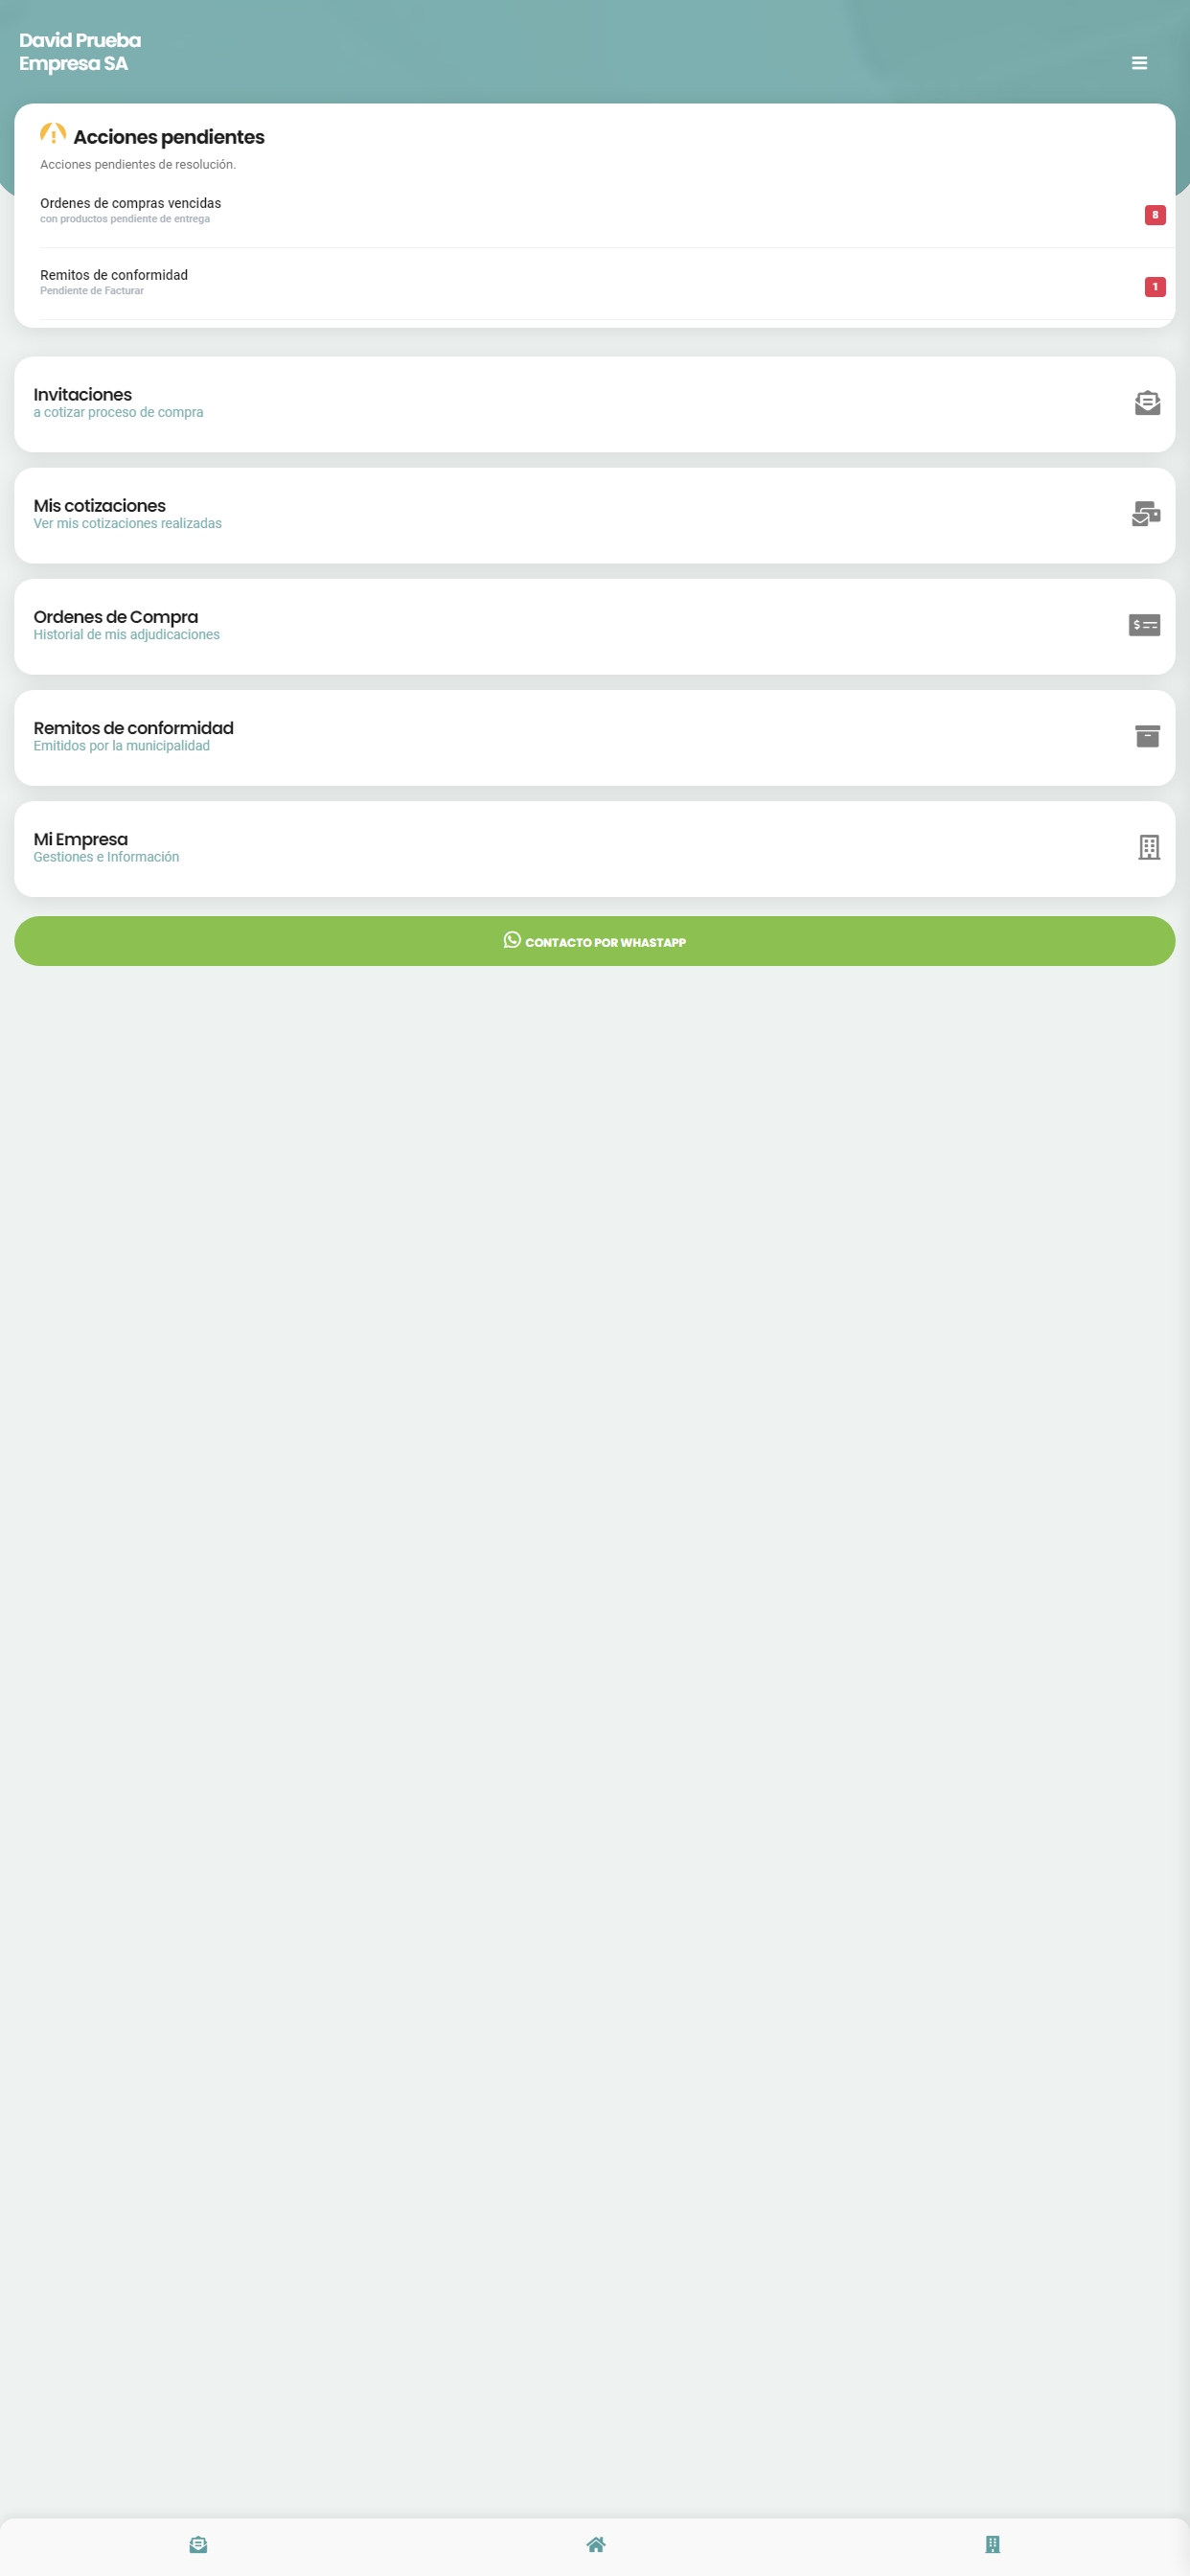 David Prueba
Empresa SA
Acciones pendientes
Acciones pendientes de resolución.
Ordenes de compras vencidas
con productos pendiente de entrega
8
Remitos de conformidad
Pendiente de Facturar
1
Invitaciones
a cotizar proceso de compra
Mis cotizaciones
Ver mis cotizaciones realizadas
Ordenes de Compra
Historial de mis adjudicaciones
Remitos de conformidad
Emitidos por la municipalidad
Mi Empresa
Gestiones e Información
CONTACTO POR WHASTAPP